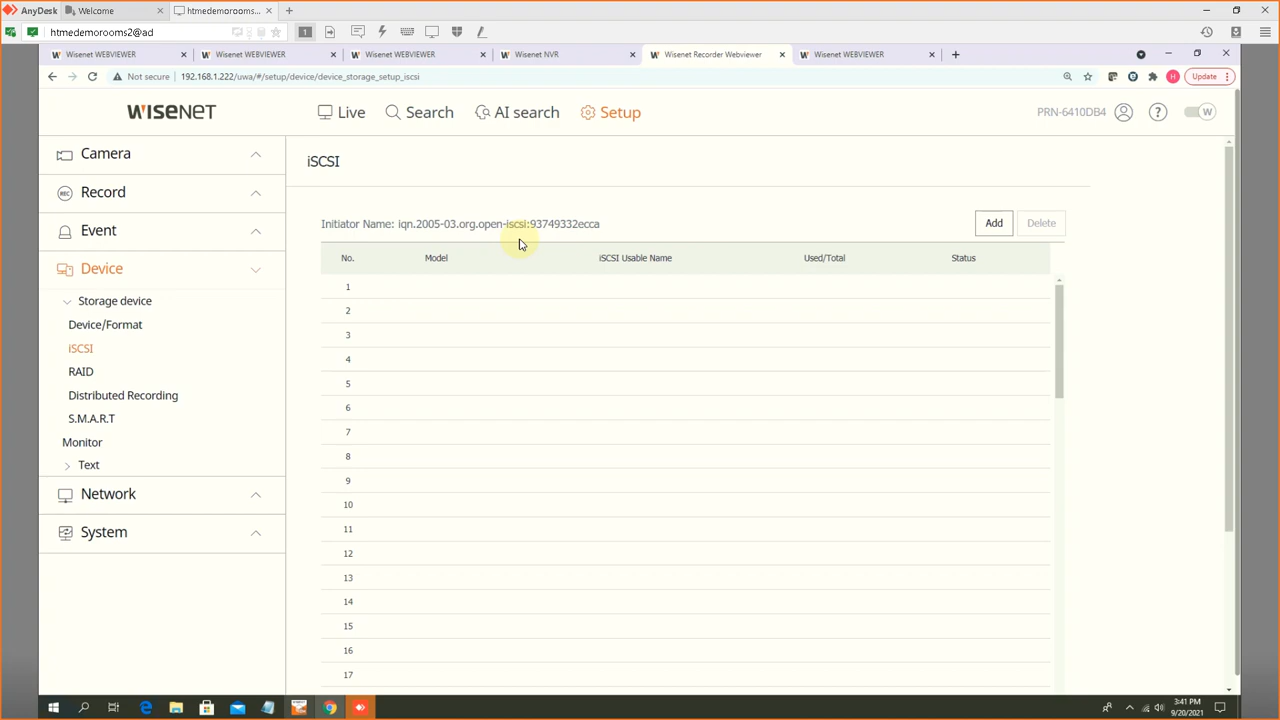 AnyDesk Welcome htmedemorooms...
htmedemorooms2@ad 1
Wisenet WEBVIEWER Wisenet WEBVIEWER Wisenet WEBVIEWER Wisenet NVR Wisenet Recorder Webviewer Wisenet WEBVIEWER
Not secure 192.168.1.222/uwa/#/setup/device/device_storage_setup_iscsi H Update
WISENET Live Search AI search Setup PRN-6410DB4 ? W
Camera
Record
Event
Device
Storage device
Device/Format
iSCSI
RAID
Distributed Recording
S.M.A.R.T
Monitor
Text
Network
System
iSCSI
Initiator Name: iqn.2005-03.org.open-iscsi:93749332ecca Add Delete
No. Model iSCSI Usable Name Used/Total Status
1
2
3
4
5
6
7
8
9
10
11
12
13
14
15
16
17
3:41 PM
9/20/2021